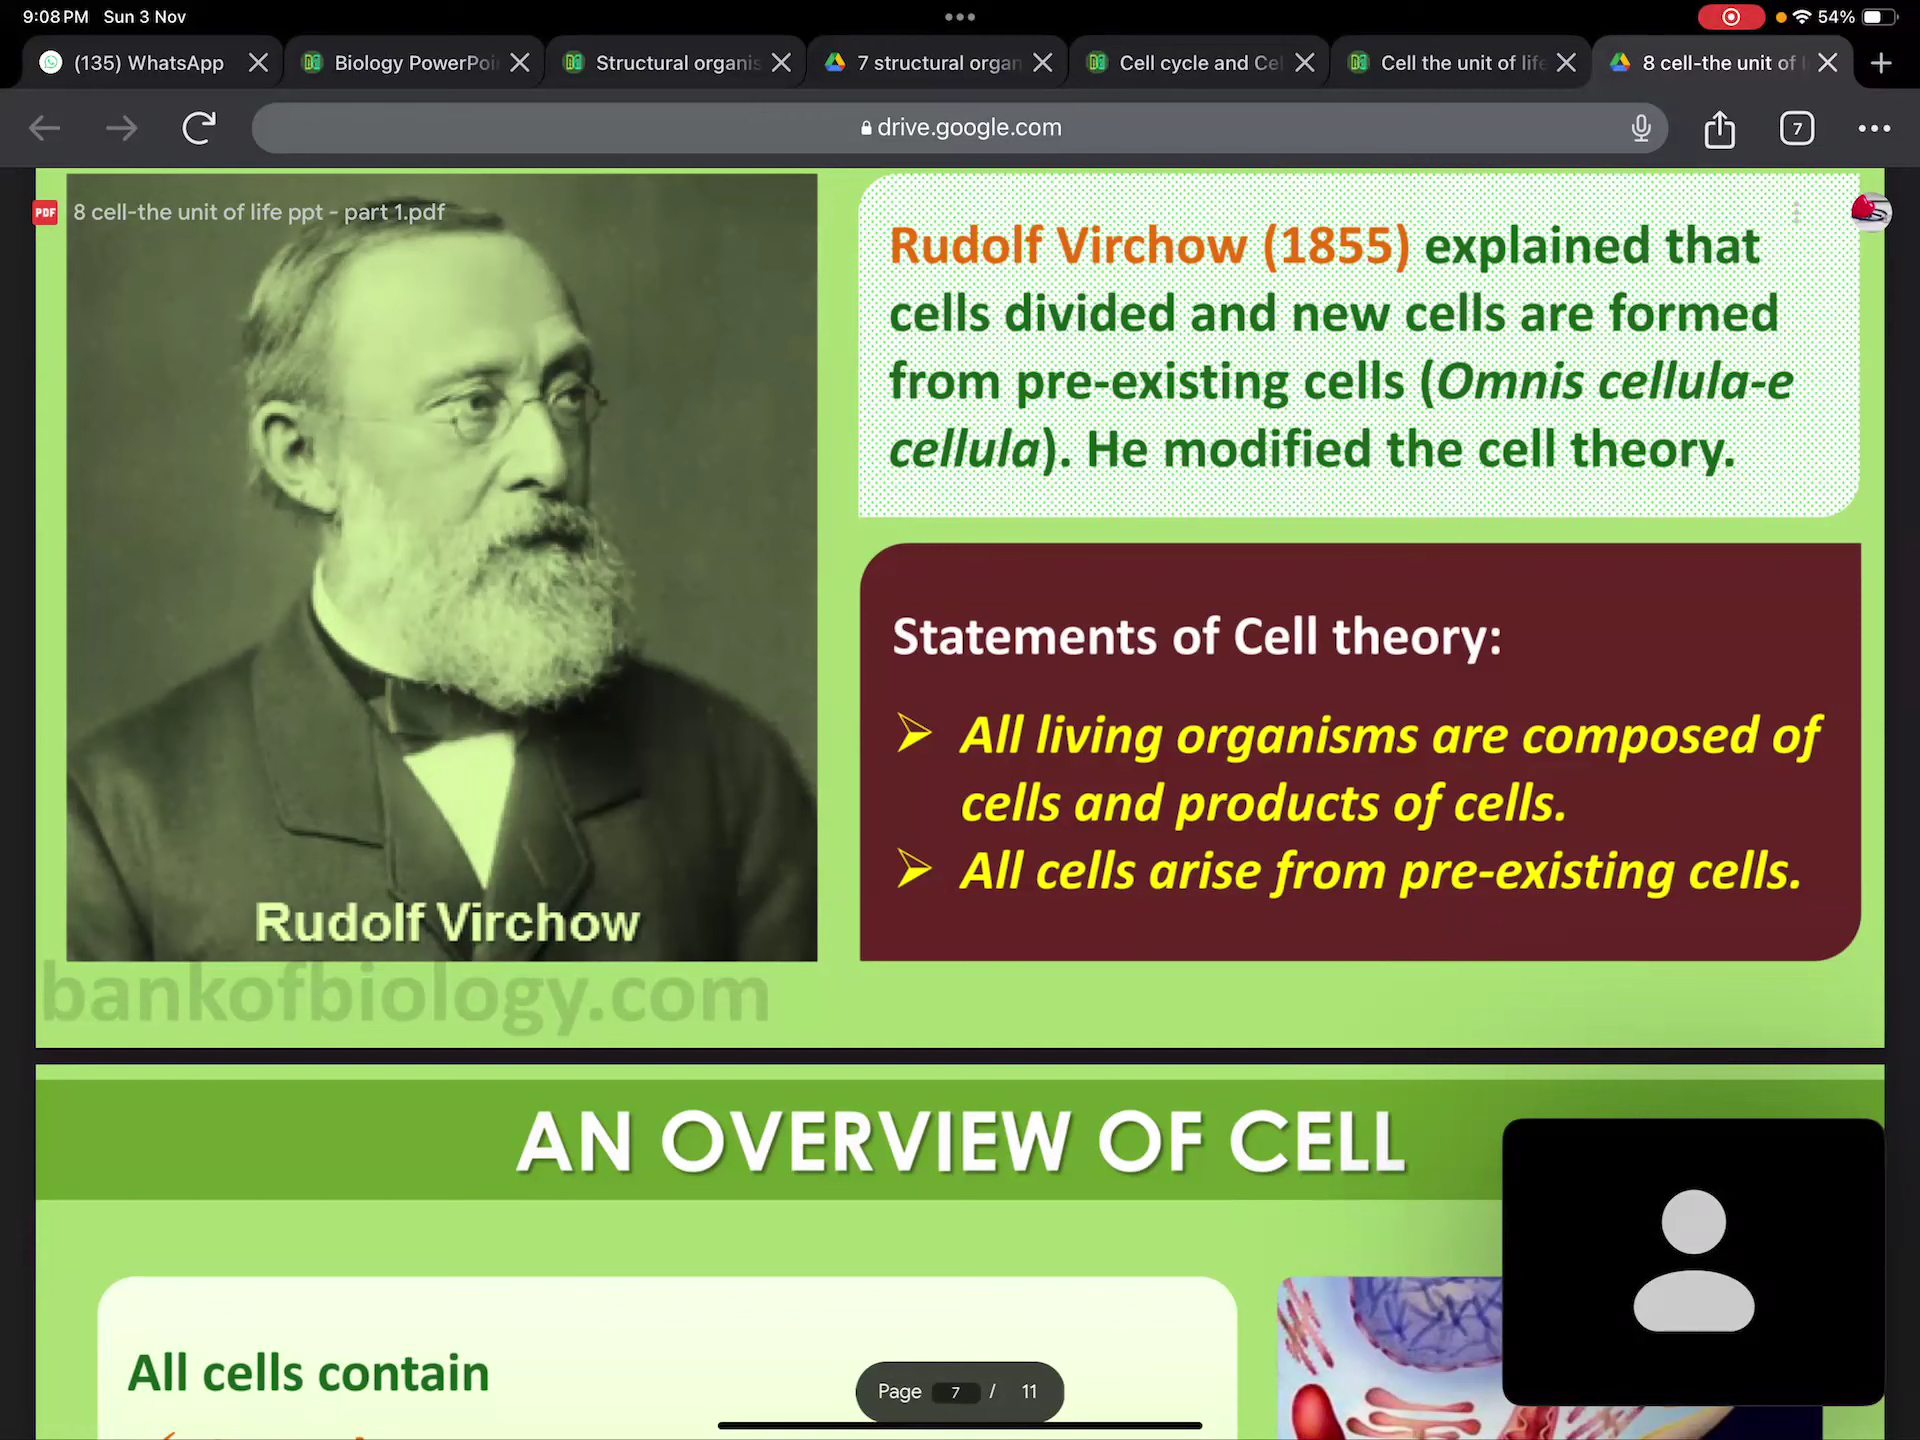 9:08 PM Sun 3 Nov
54%
(135) WhatsApp
Biology PowerPoi
Structural organis
7 structural organ
Cell cycle and Cel
Cell the unit of life
8 cell-the unit of l
drive.google.com
7
PDF 8 cell-the unit of life ppt - part 1.pdf
Rudolf Virchow (1855) explained that
cells divided and new cells are formed
from pre-existing cells (Omnis cellula-e
cellula). He modified the cell theory.
Statements of Cell theory:
All living organisms are composed of
cells and products of cells.
All cells arise from pre-existing cells.
Rudolf Virchow
bankofbiology.com
AN OVERVIEW OF CELL
All cells contain
Page 7 / 11